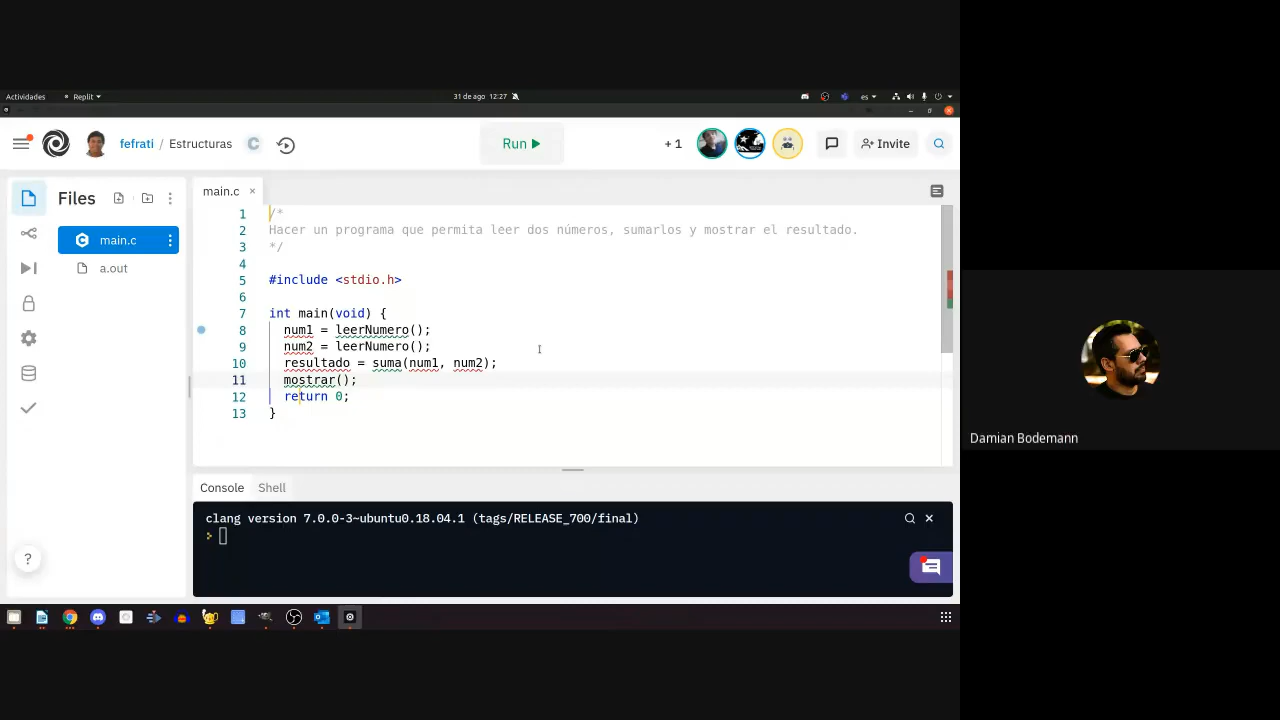 Actividades
Replit
31 de ago 12:27
es
fefrati / Estructuras
C
Run
+ 1
Invite
Files
main.c
a.out
main.c
1 /*
2 Hacer un programa que permita leer dos números, sumarlos y mostrar el resultado.
3 */
4
5 #include <stdio.h>
6
7 int main(void) {
8 num1 = leerNumero();
9 num2 = leerNumero();
10 resultado = suma(num1, num2);
11 mostrar();
12 return 0;
13 }
Console Shell
clang version 7.0.0-3~ubuntu0.18.04.1 (tags/RELEASE_700/final)
>
?
Damian Bodemann